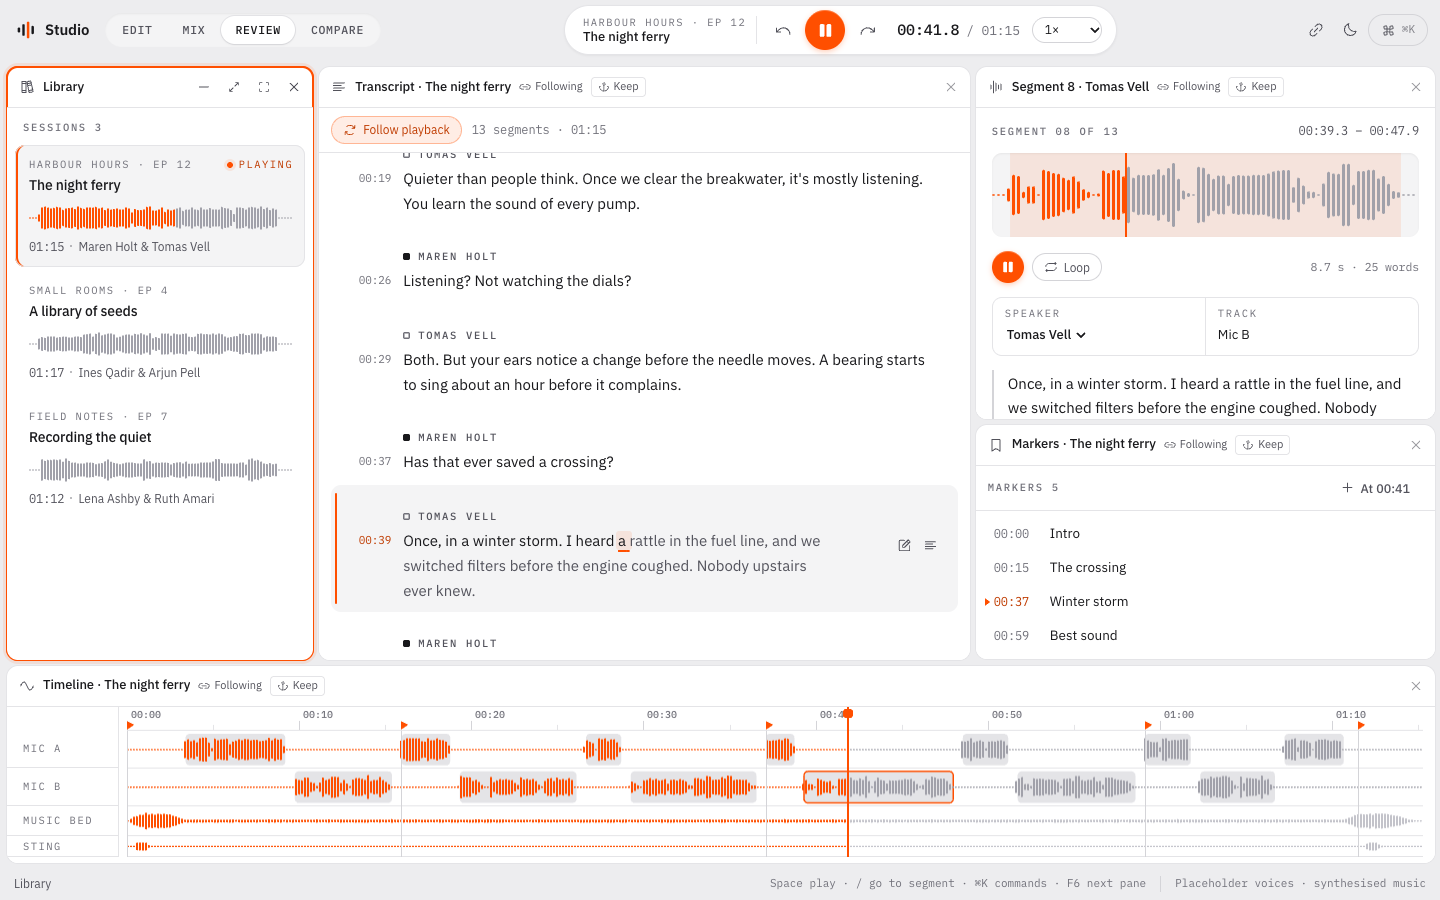 Studio
EDIT
MIX
REVIEW
COMPARE
HARBOUR HOURS · EP 12
The night ferry
00:41.8 / 01:15
1×
⌘ ⌘K
Library
SESSIONS 3
HARBOUR HOURS · EP 12
PLAYING
The night ferry
01:15 · Maren Holt & Tomas Vell
SMALL ROOMS · EP 4
A library of seeds
01:17 · Ines Qadir & Arjun Pell
FIELD NOTES · EP 7
Recording the quiet
01:12 · Lena Ashby & Ruth Amari
Transcript · The night ferry
Following
Keep
Follow playback
13 segments · 01:15
TOMAS VELL
00:19
Quieter than people think. Once we clear the breakwater, it's mostly listening.
You learn the sound of every pump.
MAREN HOLT
00:26
Listening? Not watching the dials?
TOMAS VELL
00:29
Both. But your ears notice a change before the needle moves. A bearing starts
to sing about an hour before it complains.
MAREN HOLT
00:37
Has that ever saved a crossing?
TOMAS VELL
00:39
Once, in a winter storm. I heard a rattle in the fuel line, and we
switched filters before the engine coughed. Nobody upstairs
ever knew.
MAREN HOLT
Segment 8 · Tomas Vell
Following
Keep
SEGMENT 08 OF 13
00:39.3 – 00:47.9
Loop
8.7 s · 25 words
SPEAKER
Tomas Vell
TRACK
Mic B
Once, in a winter storm. I heard a rattle in the fuel line, and
we switched filters before the engine coughed. Nobody
Markers · The night ferry
Following
Keep
MARKERS 5
At 00:41
00:00 Intro
00:15 The crossing
00:37 Winter storm
00:59 Best sound
Timeline · The night ferry
Following
Keep
00:00
00:10
00:20
00:30
00:4
00:50
01:00
01:10
MIC A
MIC B
MUSIC BED
STING
Library
Space play · / go to segment · ⌘K commands · F6 next pane
Placeholder voices · synthesised music